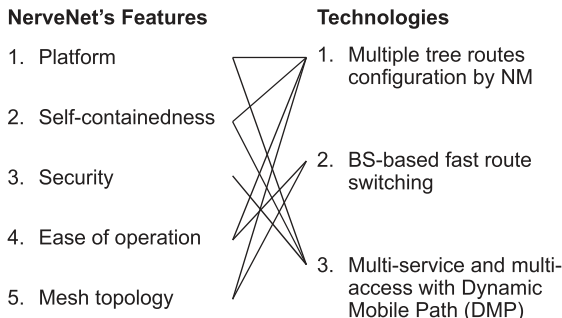 NerveNet's Features
1. Platform
2. Self-containedness
3. Security
4. Ease of operation
5. Mesh topology
Technologies
1. Multiple tree routes
configuration by NM
2. BS-based fast route
switching
3. Multi-service and multi-
access with Dynamic
Mobile Path (DMP)